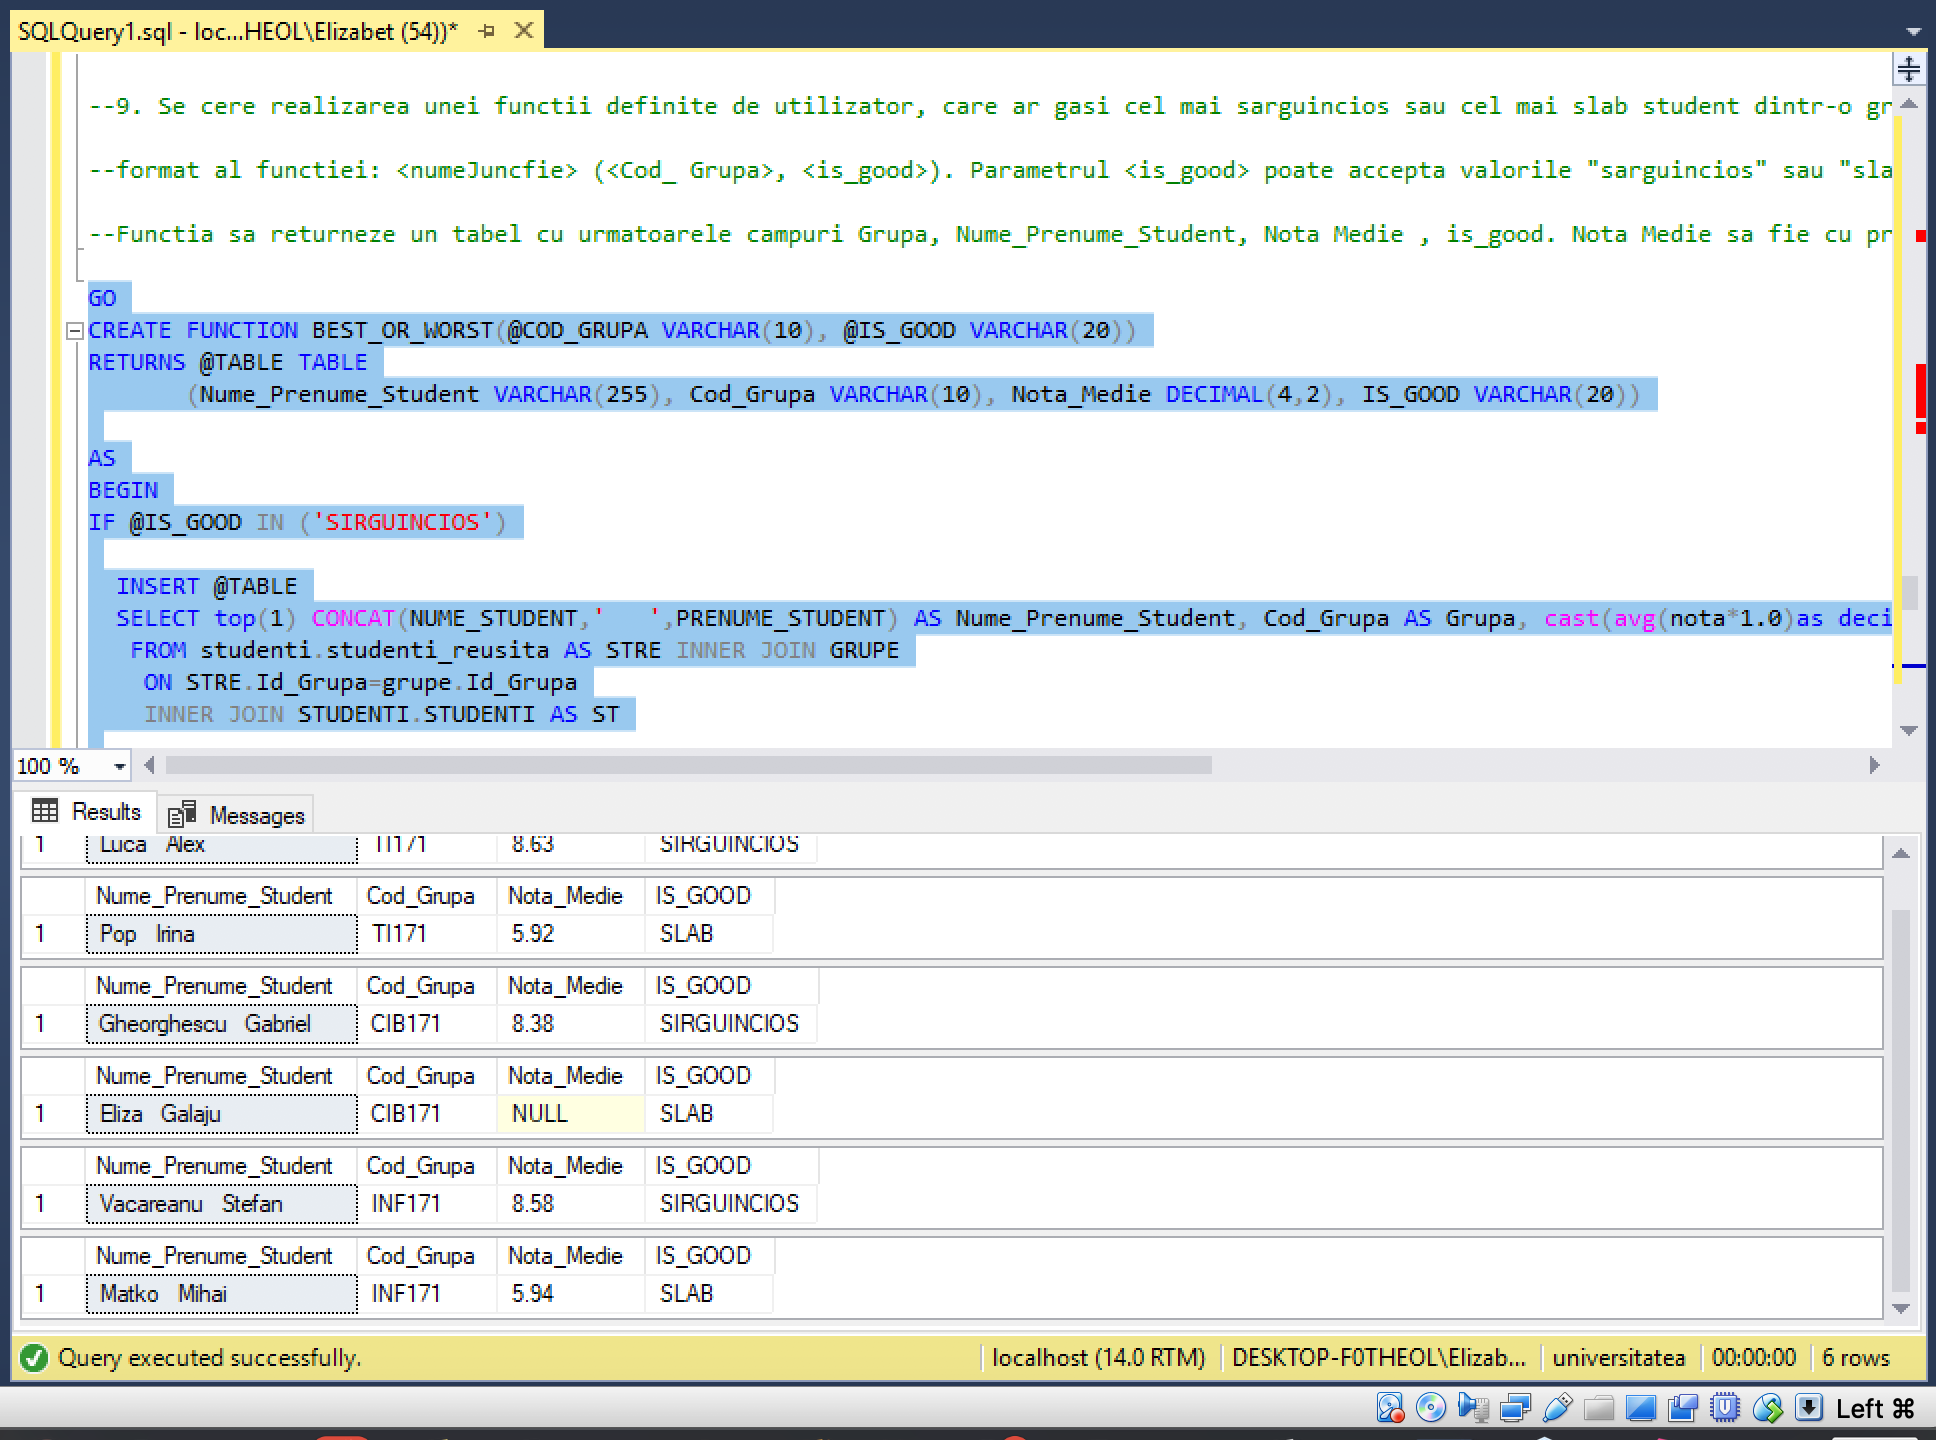 SQLQuery1.sql - loc...HEOL\Elizabet (54))*
--9. Se cere realizarea unei functii definite de utilizator, care ar gasi cel mai sarguincios sau cel mai slab student dintr-o gr
--format al functiei: <numeJuncfie> (<Cod_ Grupa>, <is_good>). Parametrul <is_good> poate accepta valorile "sarguincios" sau "sla
--Functia sa returneze un tabel cu urmatoarele campuri Grupa, Nume_Prenume_Student, Nota Medie , is_good. Nota Medie sa fie cu pr
GO
CREATE FUNCTION BEST_OR_WORST(@COD_GRUPA VARCHAR(10), @IS_GOOD VARCHAR(20))
RETURNS @TABLE TABLE
(Nume_Prenume_Student VARCHAR(255), Cod_Grupa VARCHAR(10), Nota_Medie DECIMAL(4,2), IS_GOOD VARCHAR(20))
AS
BEGIN
IF @IS_GOOD IN ('SIRGUINCIOS')
INSERT @TABLE
SELECT top(1) CONCAT(NUME_STUDENT,'   ',PRENUME_STUDENT) AS Nume_Prenume_Student, Cod_Grupa AS Grupa, cast(avg(nota*1.0)as deci
FROM studenti.studenti_reusita AS STRE INNER JOIN GRUPE
ON STRE.Id_Grupa=grupe.Id_Grupa
INNER JOIN STUDENTI.STUDENTI AS ST
100 %
Results Messages
1 Luca Alex TI171 8.63 SIRGUINCIOS
Nume_Prenume_Student Cod_Grupa Nota_Medie IS_GOOD
1 Pop Irina TI171 5.92 SLAB
Nume_Prenume_Student Cod_Grupa Nota_Medie IS_GOOD
1 Gheorghescu Gabriel CIB171 8.38 SIRGUINCIOS
Nume_Prenume_Student Cod_Grupa Nota_Medie IS_GOOD
1 Eliza Galaju CIB171 NULL SLAB
Nume_Prenume_Student Cod_Grupa Nota_Medie IS_GOOD
1 Vacareanu Stefan INF171 8.58 SIRGUINCIOS
Nume_Prenume_Student Cod_Grupa Nota_Medie IS_GOOD
1 Matko Mihai INF171 5.94 SLAB
Query executed successfully. localhost (14.0 RTM) DESKTOP-F0THEOL\Elizab... universitatea 00:00:00 6 rows
Left ⌘